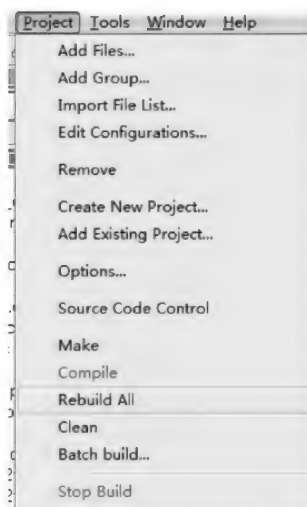 Project Tools Window Help
Add Files...
Add Group...
Import File List...
Edit Configurations...
Remove
Create New Project...
Add Existing Project...
Options...
Source Code Control
Make
Compile
Rebuild All
Clean
Batch build...
Stop Build